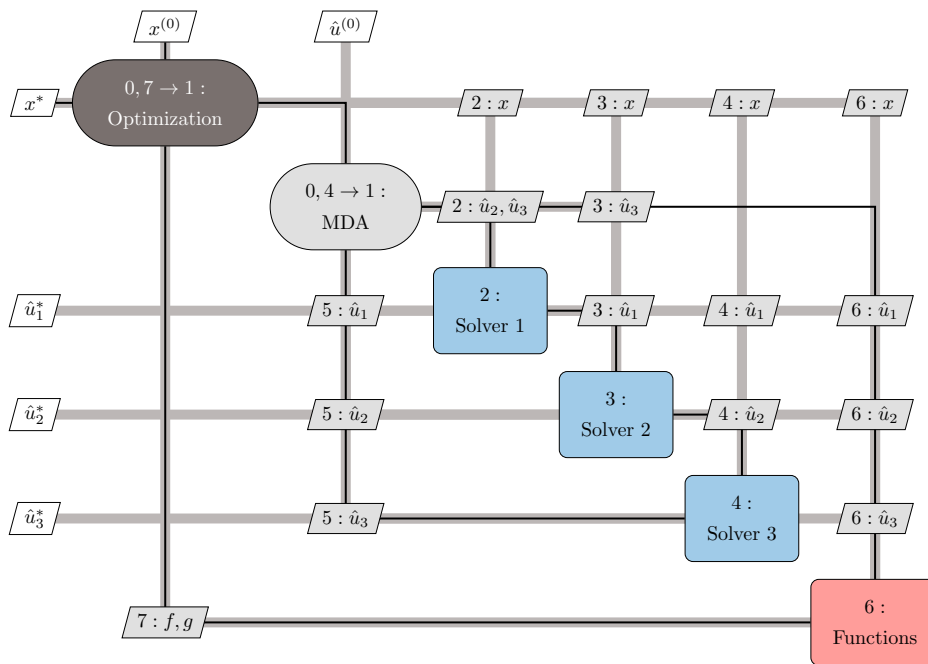 x^{(0)} û^{(0)}
x^* 0, 7 → 1 : 2 : x 3 : x 4 : x 6 : x
Optimization
0, 4 → 1 : 2 : û_2, û_3 3 : û_3
MDA
û_1^* 5 : û_1 2 : 3 : û_1 4 : û_1 6 : û_1
Solver 1
û_2^* 5 : û_2 3 : 4 : û_2 6 : û_2
Solver 2
û_3^* 5 : û_3 4 : 6 : û_3
Solver 3
7 : f, g 6 :
Functions